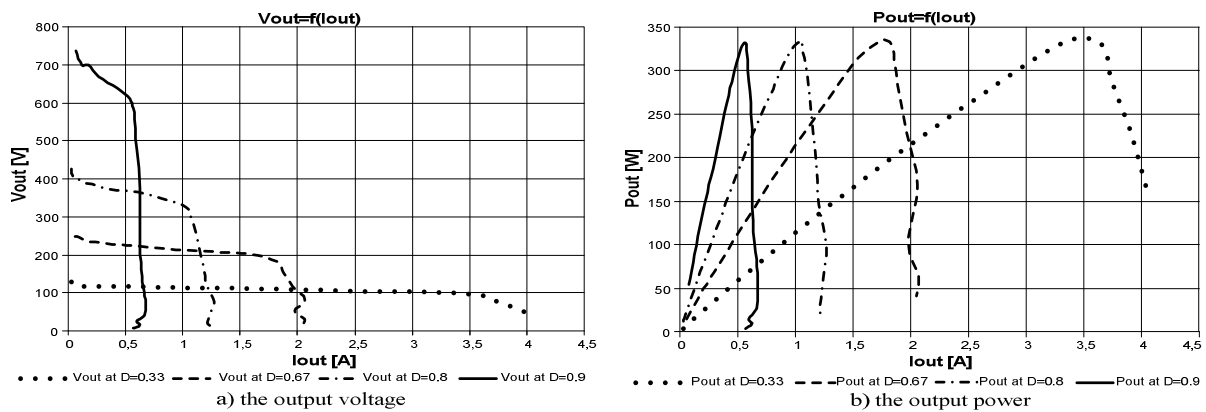 Vout=f(Iout)
800
700
600
500
400
300
200
100
0
Vout [V]
0 0,5 1 1,5 2 2,5 3 3,5 4 4,5
Iout [A]
Vout at D=0.33 Vout at D=0,67 Vout at D=0.8 Vout at D=0.9
a) the output voltage
Pout=f(Iout)
350
300
250
200
150
100
50
0
Pout [W]
0 0,5 1 1,5 2 2,5 3 3,5 4 4,5
Iout [A]
Pout at D=0.33 Pout at D=0.67 Pout at D=0.8 Pout at D=0.9
b) the output power